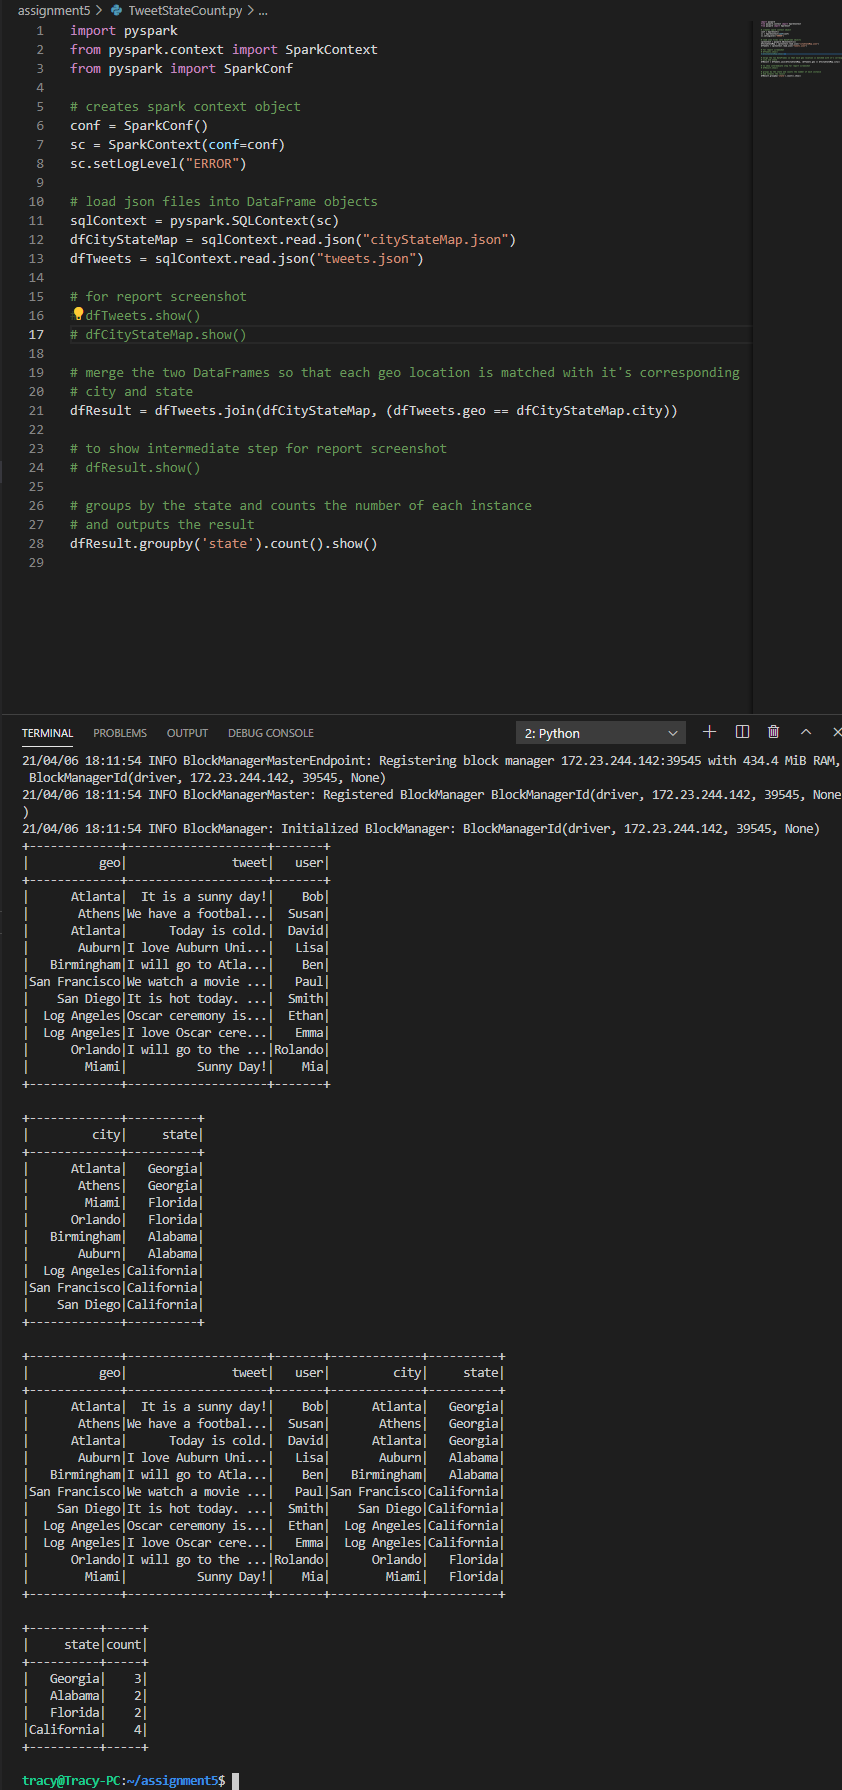 assignment5 > TweetStateCount.py > ...
1 import pyspark
2 from pyspark.context import SparkContext
3 from pyspark import SparkConf
4
5 # creates spark context object
6 conf = SparkConf()
7 sc = SparkContext(conf=conf)
8 sc.setLogLevel("ERROR")
9
10 # load json files into DataFrame objects
11 sqlContext = pyspark.SQLContext(sc)
12 dfCityStateMap = sqlContext.read.json("cityStateMap.json")
13 dfTweets = sqlContext.read.json("tweets.json")
14
15 # for report screenshot
16 # dfTweets.show()
17 # dfCityStateMap.show()
18
19 # merge the two DataFrames so that each geo location is matched with it's corresponding
20 # city and state
21 dfResult = dfTweets.join(dfCityStateMap, (dfTweets.geo == dfCityStateMap.city))
22
23 # to show intermediate step for report screenshot
24 # dfResult.show()
25
26 # groups by the state and counts the number of each instance
27 # and outputs the result
28 dfResult.groupby('state').count().show()
29
TERMINAL PROBLEMS OUTPUT DEBUG CONSOLE 2: Python
21/04/06 18:11:54 INFO BlockManagerMasterEndpoint: Registering block manager 172.23.244.142:39545 with 434.4 MiB RAM,
 BlockManagerId(driver, 172.23.244.142, 39545, None)
21/04/06 18:11:54 INFO BlockManagerMaster: Registered BlockManager BlockManagerId(driver, 172.23.244.142, 39545, None
)
21/04/06 18:11:54 INFO BlockManager: Initialized BlockManager: BlockManagerId(driver, 172.23.244.142, 39545, None)
+-------------+--------------------+-------+
|          geo|               tweet|   user|
+-------------+--------------------+-------+
|      Atlanta|  It is a sunny day!|    Bob|
|       Athens|We have a footbal...|  Susan|
|      Atlanta|      Today is cold.|  David|
|       Auburn|I love Auburn Uni...|   Lisa|
|   Birmingham|I will go to Atla...|    Ben|
|San Francisco|We watch a movie ...|   Paul|
|    San Diego|It is hot today. ...|  Smith|
|  Log Angeles|Oscar ceremony is...|  Ethan|
|  Log Angeles|I love Oscar cere...|   Emma|
|      Orlando|I will go to the ...|Rolando|
|        Miami|          Sunny Day!|    Mia|
+-------------+--------------------+-------+
+-------------+----------+
|         city|     state|
+-------------+----------+
|      Atlanta|   Georgia|
|       Athens|   Georgia|
|        Miami|   Florida|
|      Orlando|   Florida|
|   Birmingham|   Alabama|
|       Auburn|   Alabama|
|  Log Angeles|California|
|San Francisco|California|
|    San Diego|California|
+-------------+----------+
+-------------+--------------------+-------+-------------+----------+
|          geo|               tweet|   user|         city|     state|
+-------------+--------------------+-------+-------------+----------+
|      Atlanta|  It is a sunny day!|    Bob|      Atlanta|   Georgia|
|       Athens|We have a footbal...|  Susan|       Athens|   Georgia|
|      Atlanta|      Today is cold.|  David|      Atlanta|   Georgia|
|       Auburn|I love Auburn Uni...|   Lisa|       Auburn|   Alabama|
|   Birmingham|I will go to Atla...|    Ben|   Birmingham|   Alabama|
|San Francisco|We watch a movie ...|   Paul|San Francisco|California|
|    San Diego|It is hot today. ...|  Smith|    San Diego|California|
|  Log Angeles|Oscar ceremony is...|  Ethan|  Log Angeles|California|
|  Log Angeles|I love Oscar cere...|   Emma|  Log Angeles|California|
|      Orlando|I will go to the ...|Rolando|      Orlando|   Florida|
|        Miami|          Sunny Day!|    Mia|        Miami|   Florida|
+-------------+--------------------+-------+-------------+----------+
+----------+-----+
|     state|count|
+----------+-----+
|   Georgia|    3|
|   Alabama|    2|
|   Florida|    2|
|California|    4|
+----------+-----+
tracy@Tracy-PC:~/assignment5$